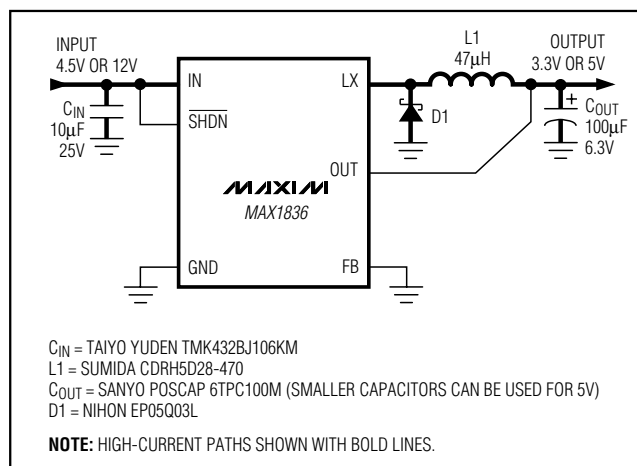 INPUT
4.5V OR 12V
CIN
10µF
25V
IN
SHDN
GND
LX
OUT
FB
MAXIM
MAX1836
L1
47µH
D1
OUTPUT
3.3V OR 5V
+
COUT
100µF
6.3V
CIN = TAIYO YUDEN TMK432BJ106KM
L1 = SUMIDA CDRH5D28-470
COUT = SANYO POSCAP 6TPC100M (SMALLER CAPACITORS CAN BE USED FOR 5V)
D1 = NIHON EP05Q03L
NOTE: HIGH-CURRENT PATHS SHOWN WITH BOLD LINES.